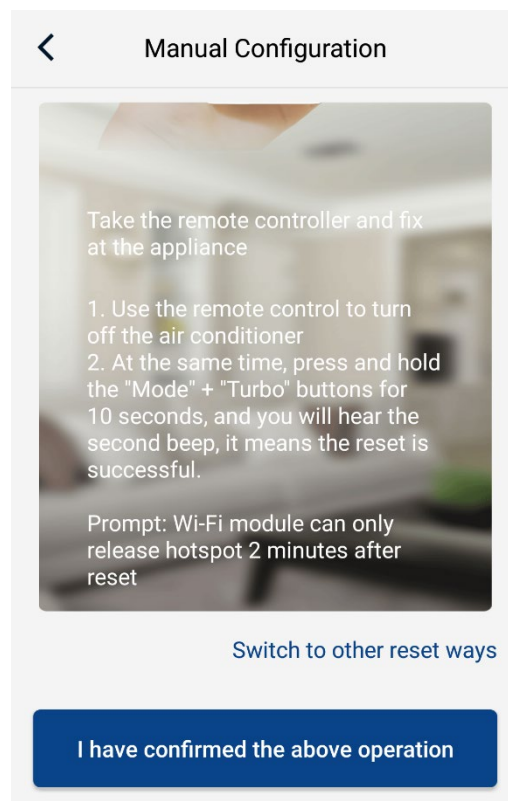 Manual Configuration
Take the remote controller and fix
at the appliance
1. Use the remote control to turn
off the air conditioner
2. At the same time, press and hold
the "Mode" + "Turbo" buttons for
10 seconds, and you will hear the
second beep, it means the reset is
successful.
Prompt: Wi-Fi module can only
release hotspot 2 minutes after
reset
Switch to other reset ways
I have confirmed the above operation